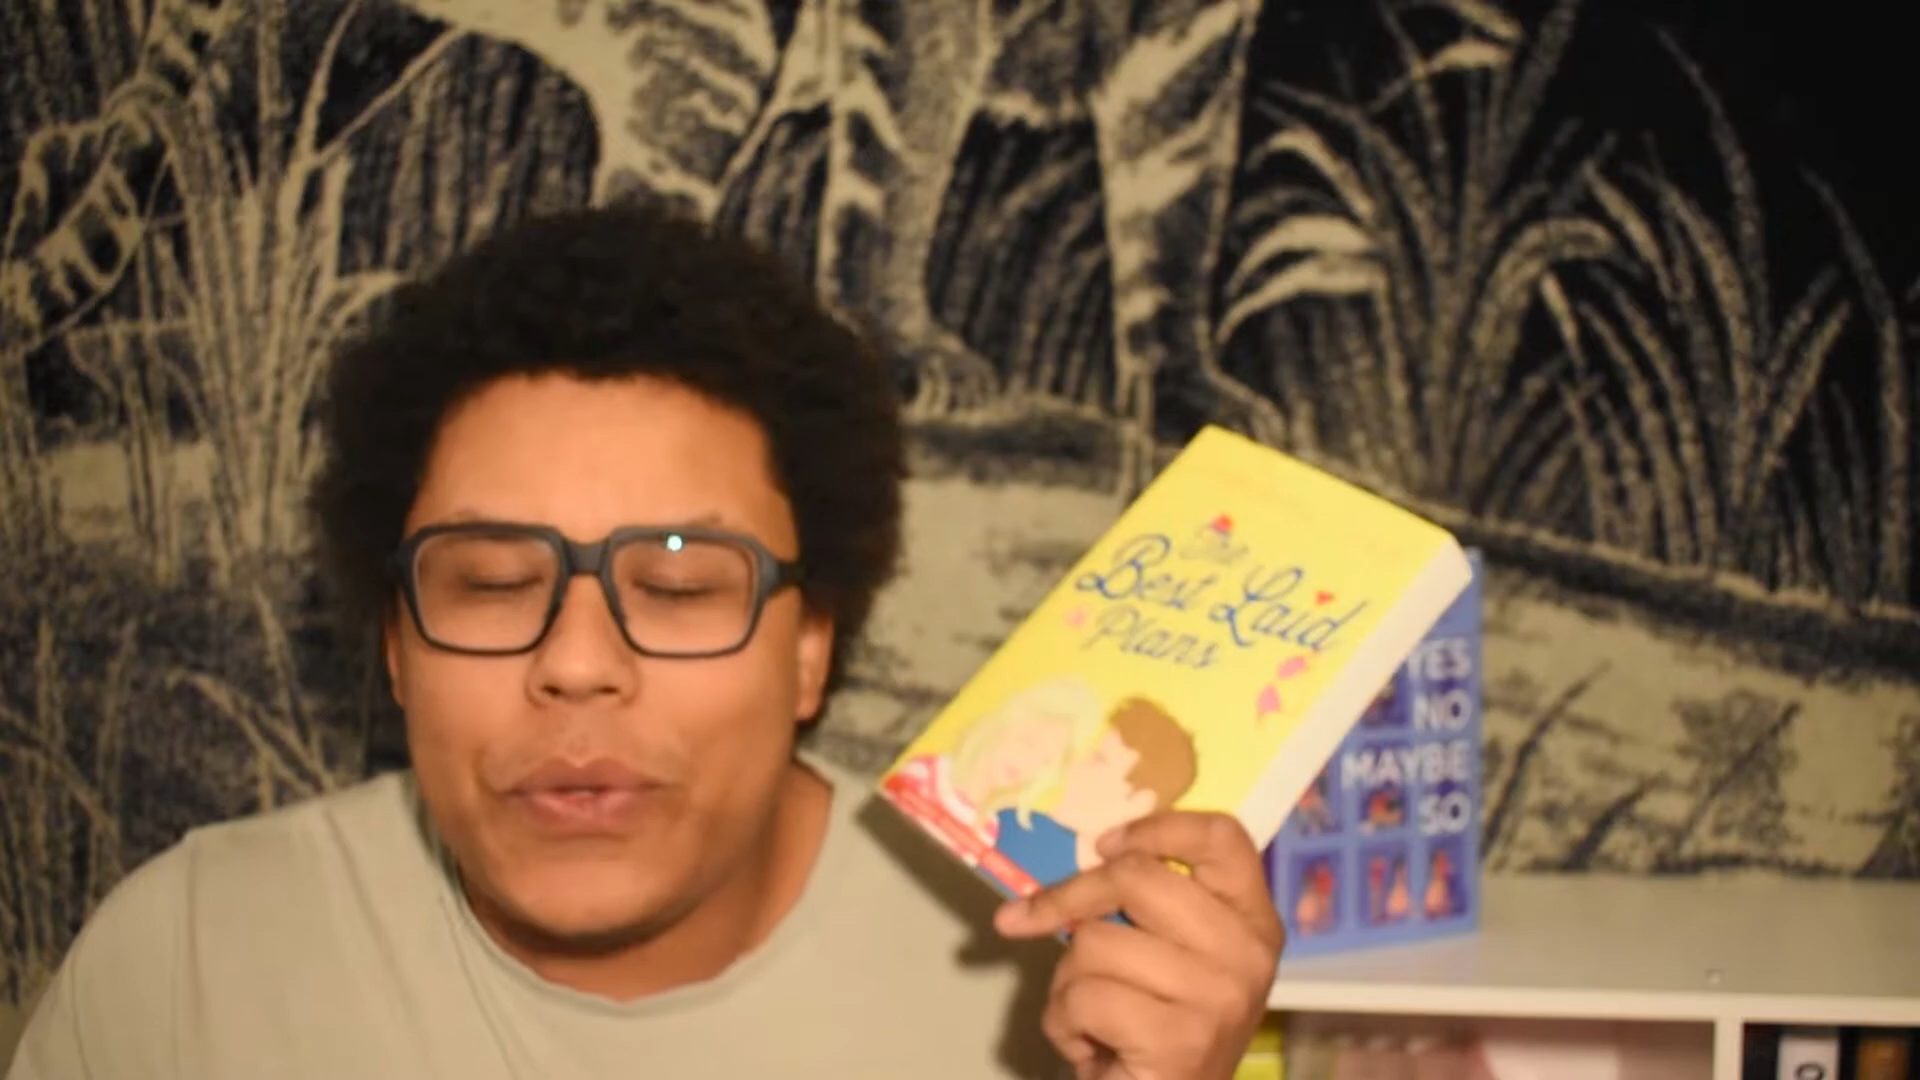 The
Best Laid
Plans
YES
NO
MAYBE
SO